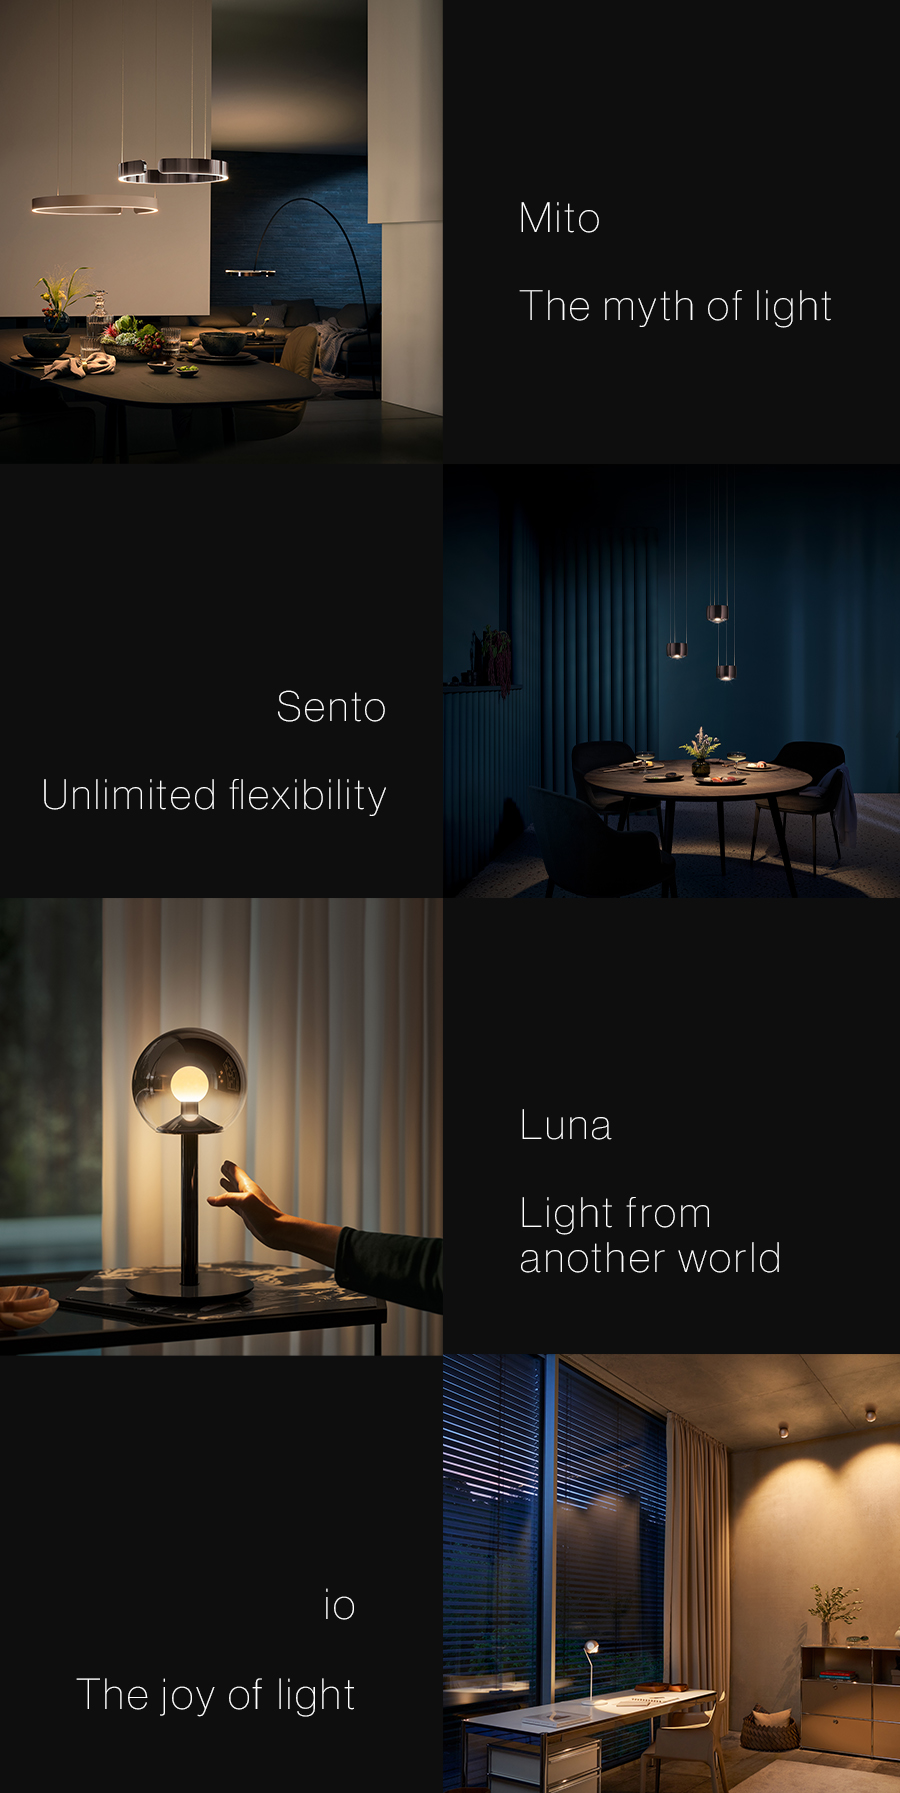 Mito
The myth of light
Sento
Unlimited flexibility
Luna
Light from
another world
io
The joy of light